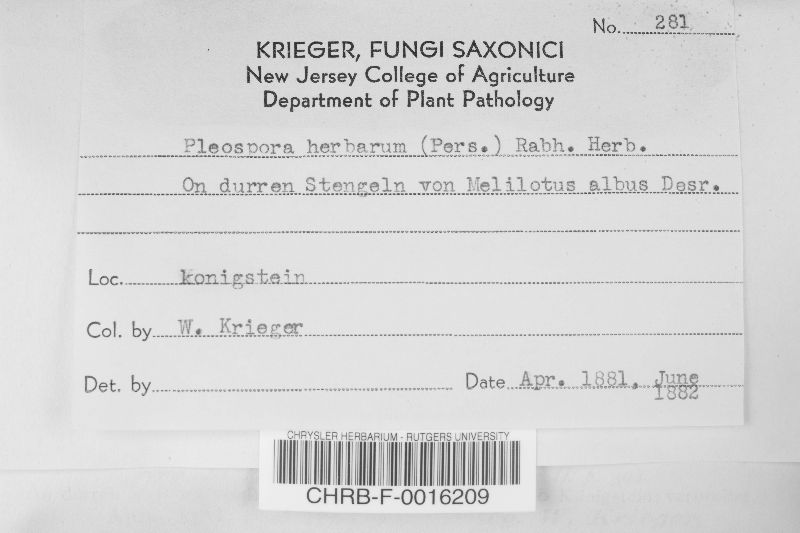 No. 281
KRIEGER, FUNGI SAXONICI
New Jersey College of Agriculture
Department of Plant Pathology
Pleospora herbarum (Pers.) Rabh. Herb.
On durren Stengeln von Melilotus albus Desr.
Loc. konigstein
Col. by W. Krieger
Det. by Date Apr. 1881, June 1882
CHRYSLER HERBARIUM - RUTGERS UNIVERSITY
CHRB-F-0016209